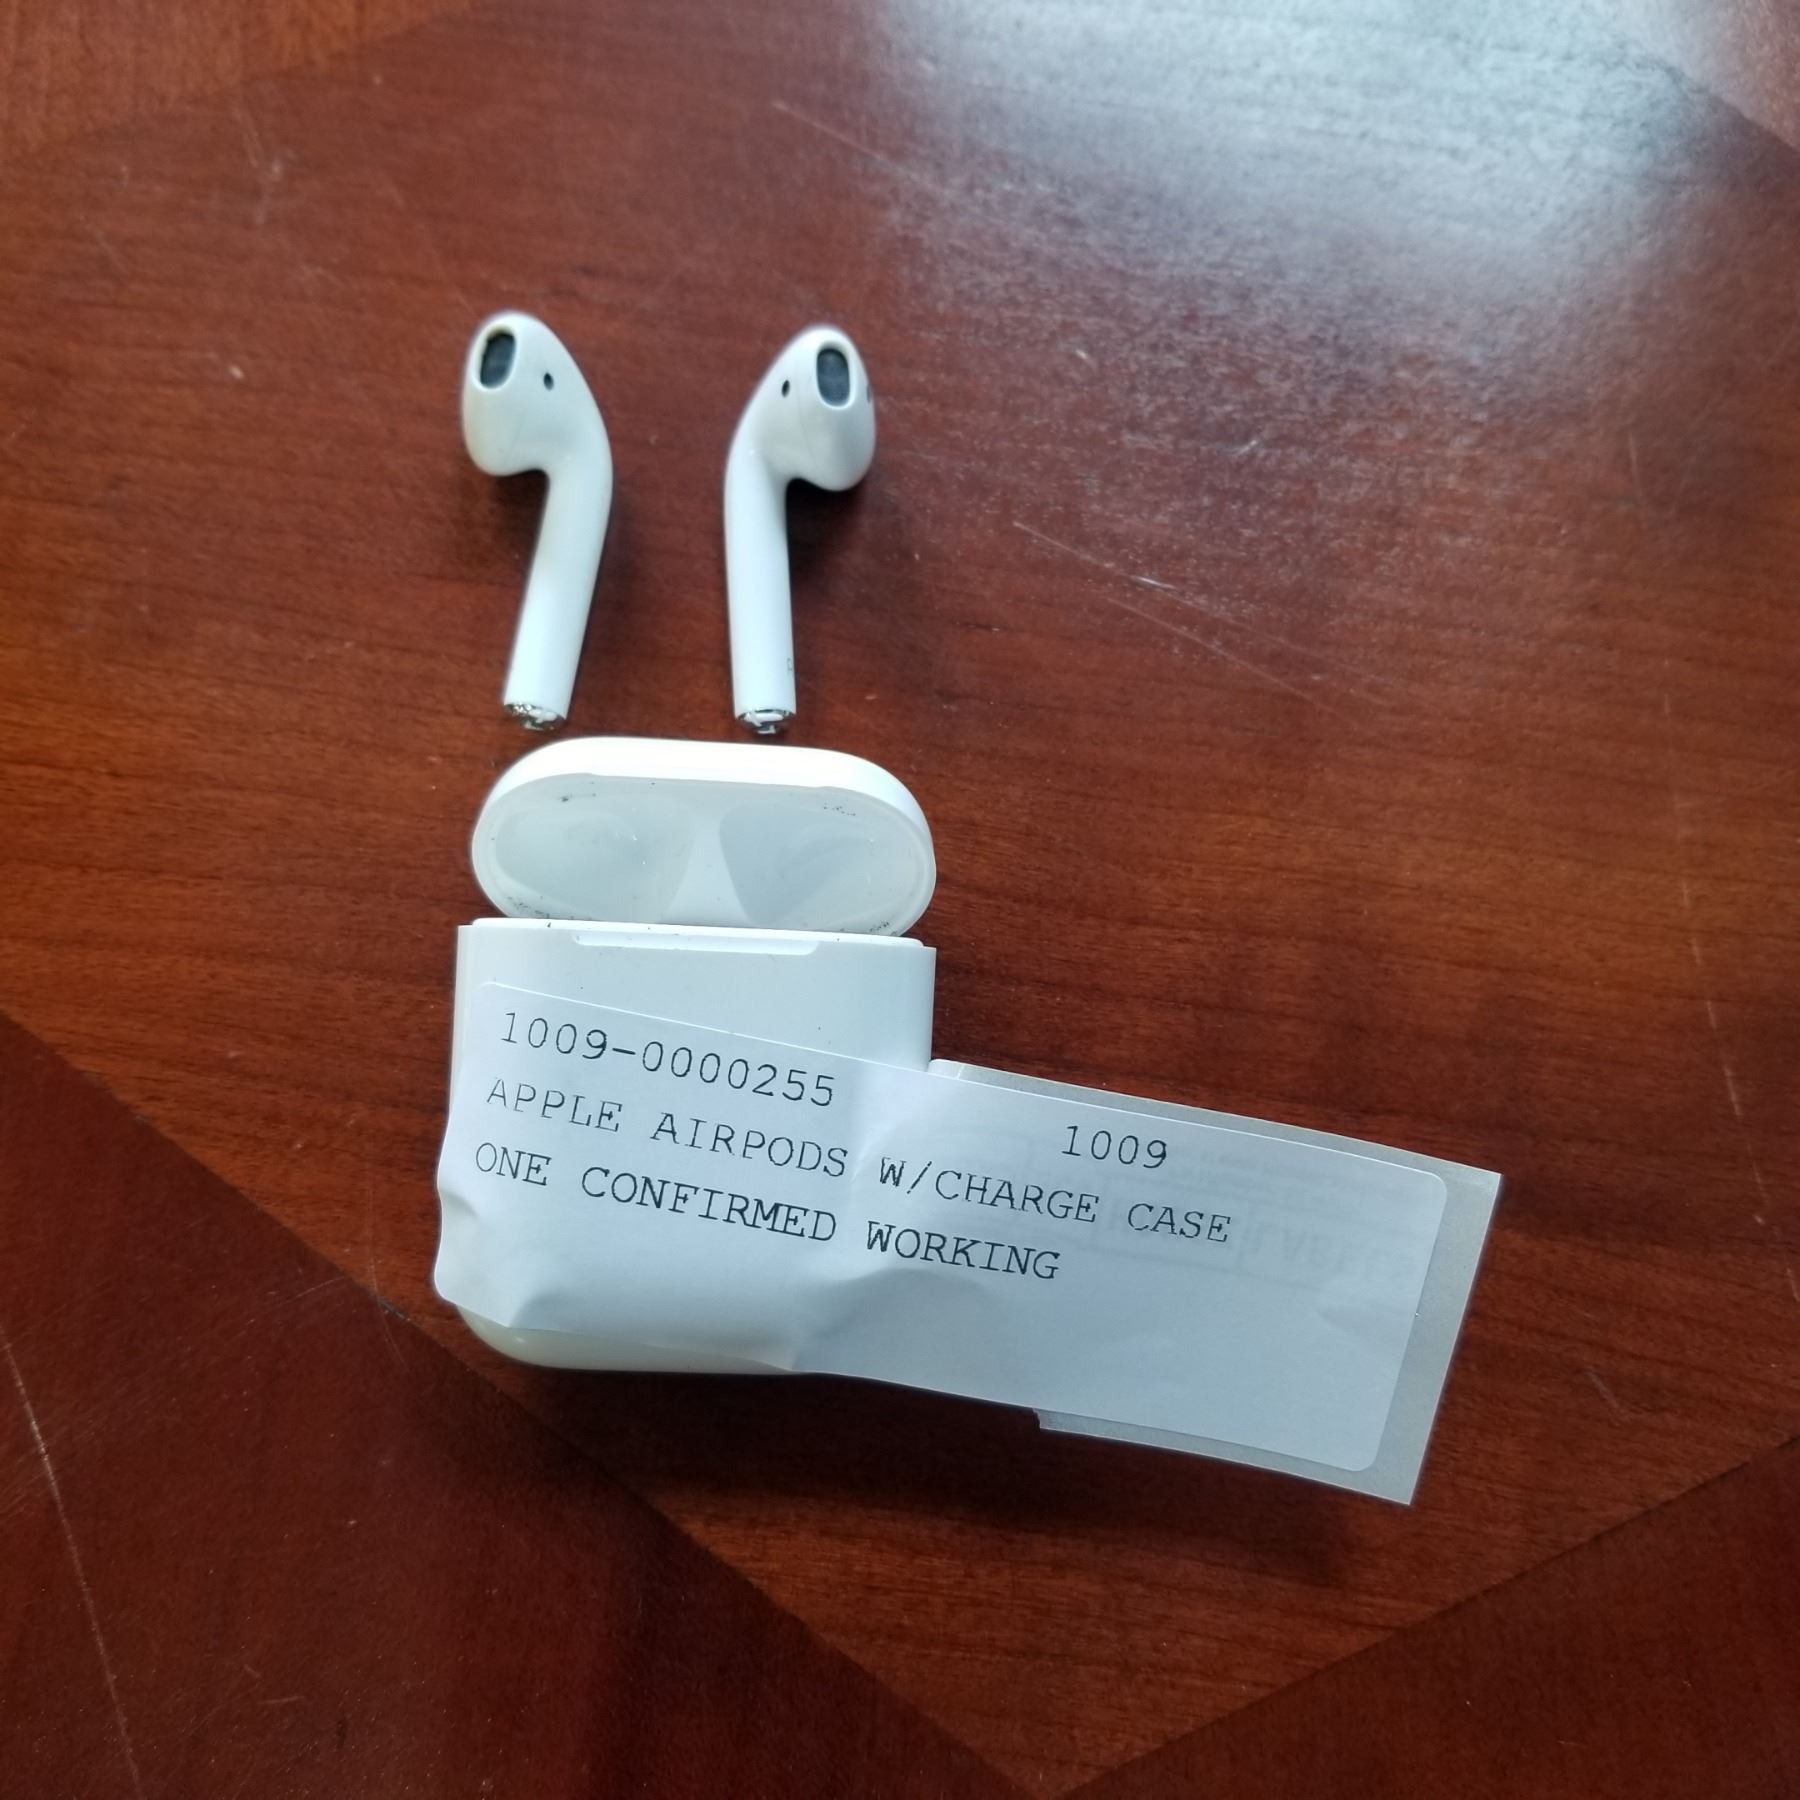 1009-0000255
1009
APPLE AIRPODS W/CHARGE CASE
ONE CONFIRMED WORKING